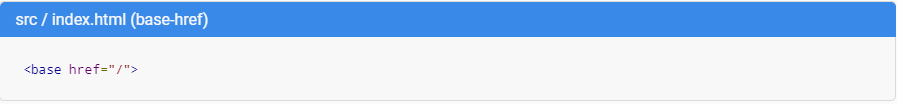 src / index.html (base-href)
<base href="/">